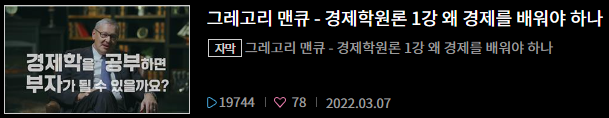 경제학을 공부하면
부자가 될 수 있을까요?
그레고리 맨큐 - 경제학원론 1강 왜 경제를 배워야 하나
자막 그레고리 맨큐 - 경제학원론 1강 왜 경제를 배워야 하나
19744 | 78 | 2022.03.07